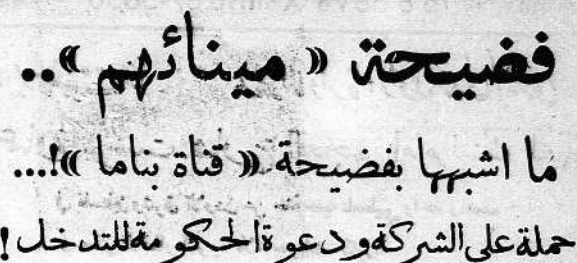 فضيحة « مينائهم »..
ما اشبهها بفضيحة « قناة بناما »!...
حملة على الشركة ودعوة الحكومة للتدخل !